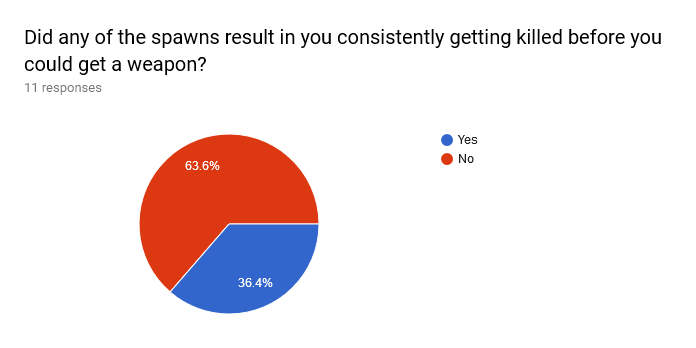 Did any of the spawns result in you consistently getting killed before you
could get a weapon?
11 responses
Yes
No
63.6%
36.4%